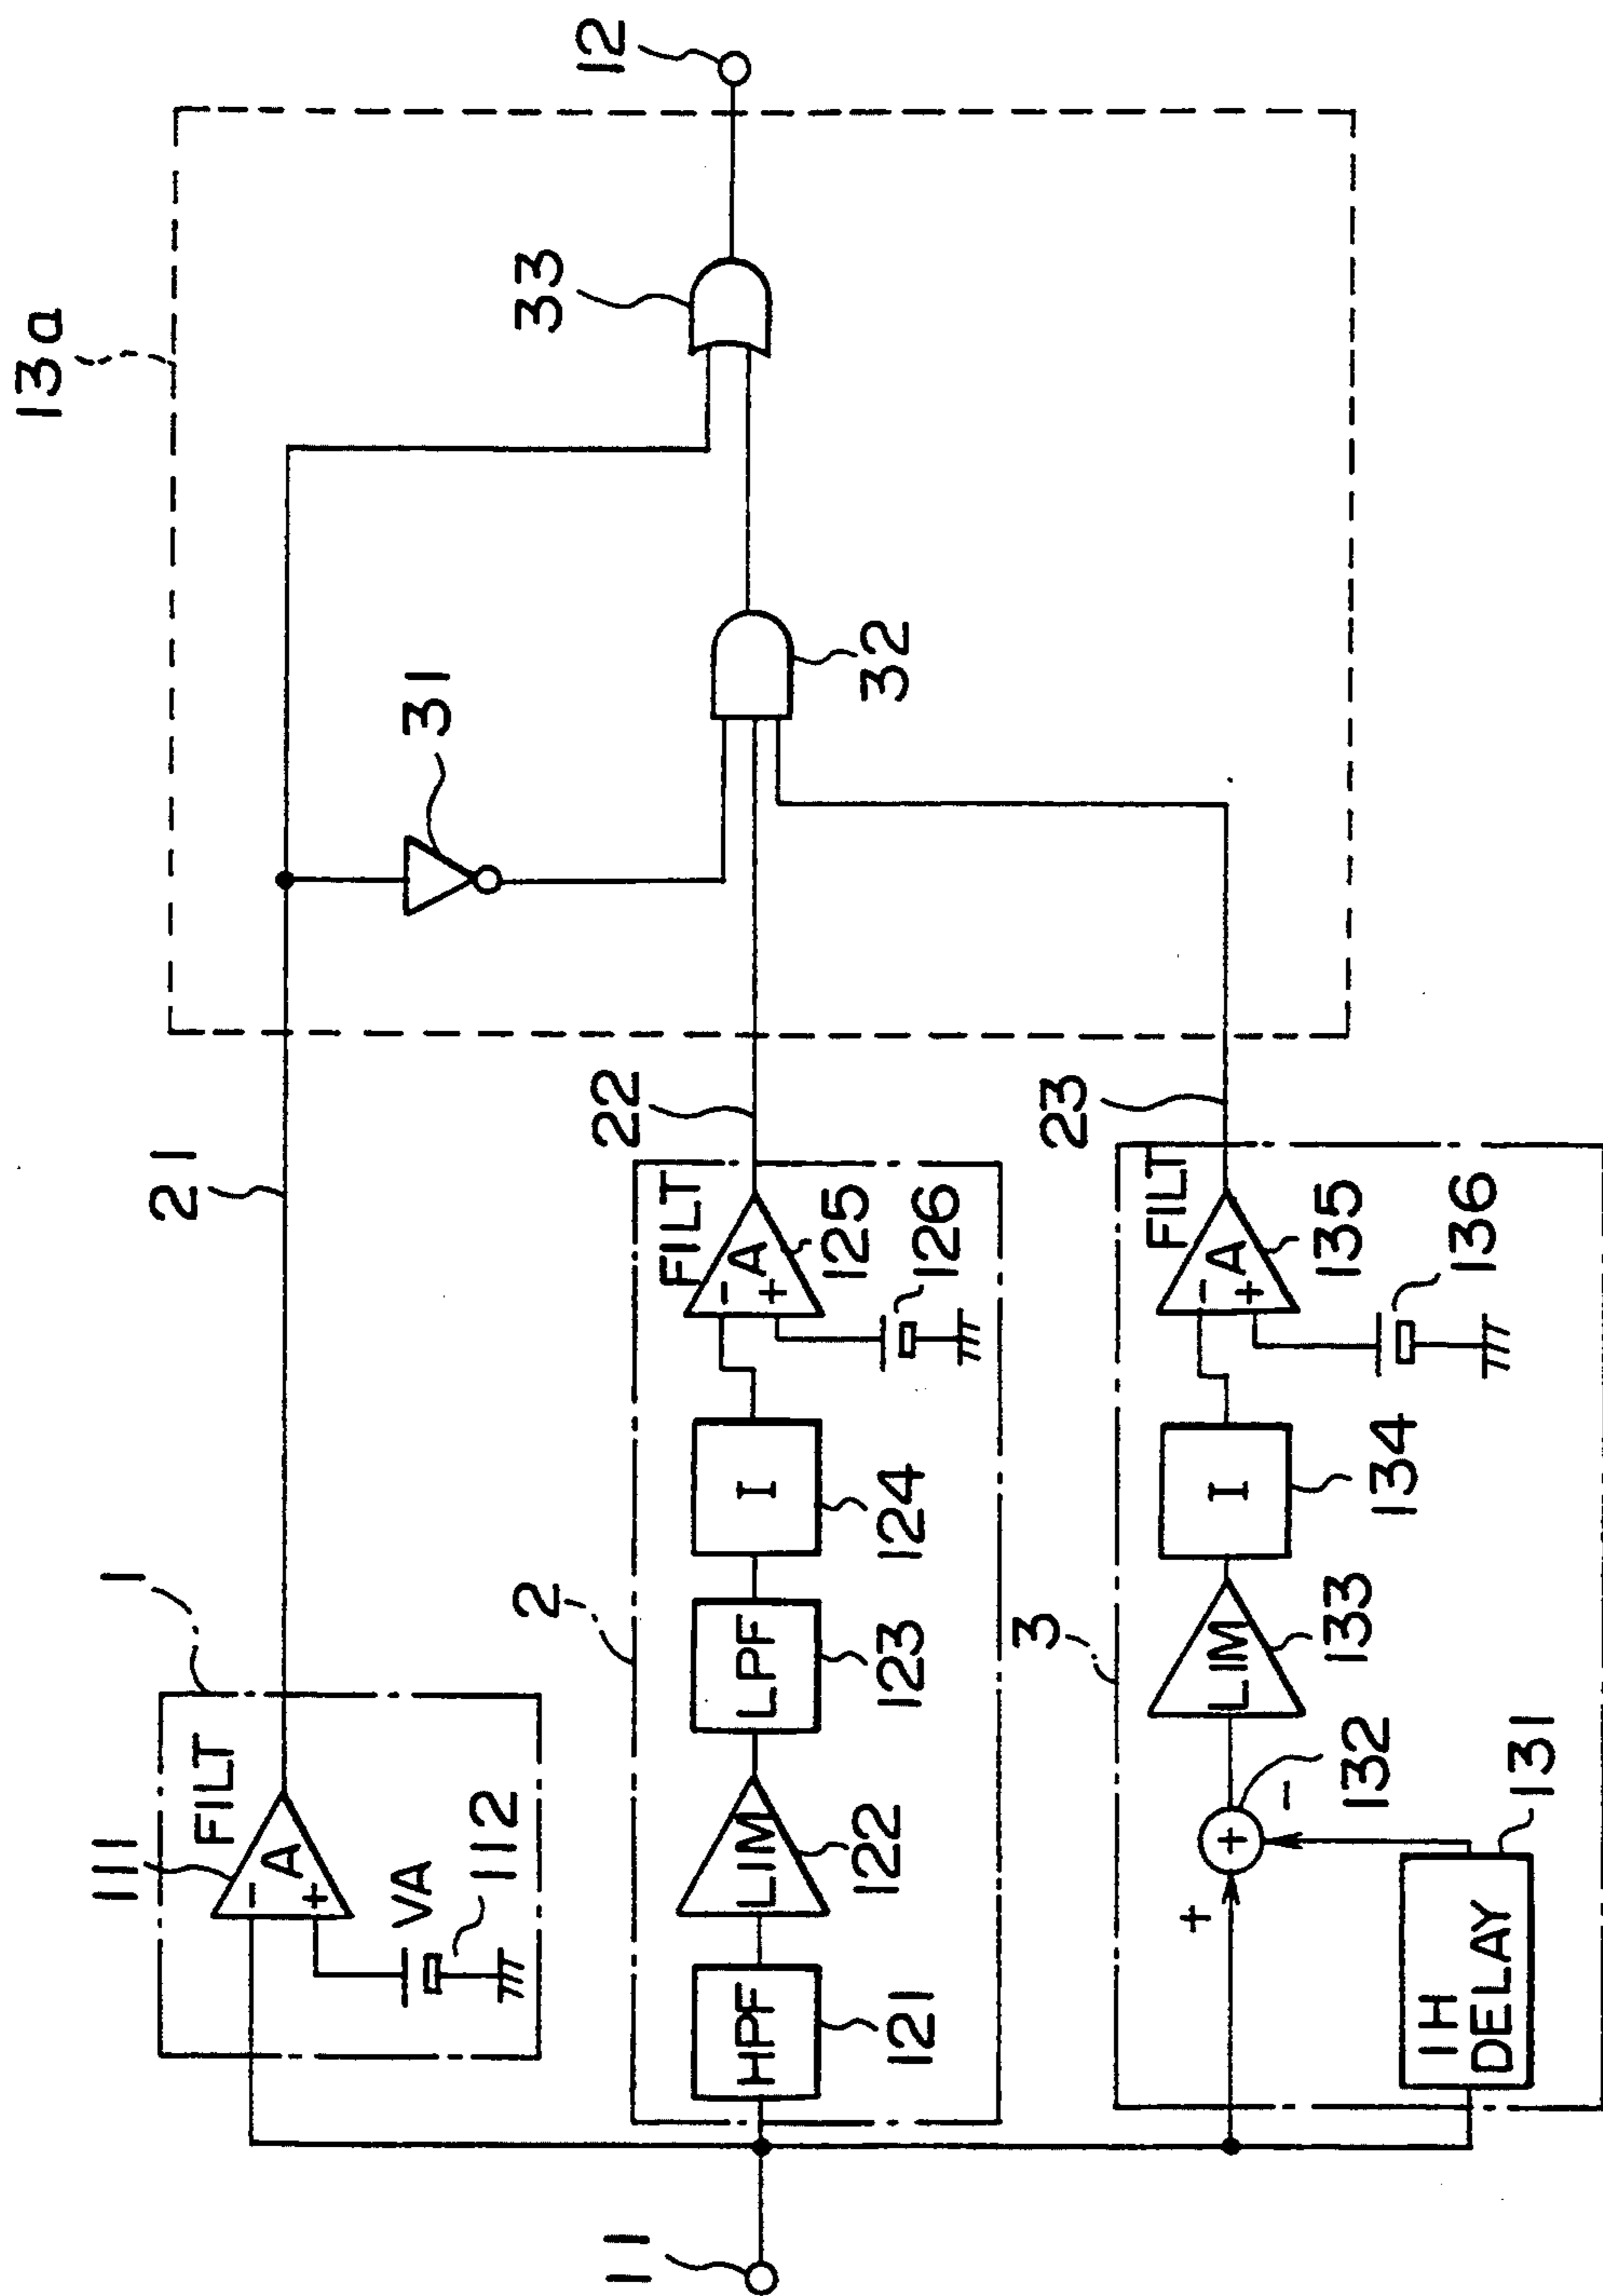 13a
12
33
31
32
21
22
23
1
111
FILT
A
-
+
VA
112
2
HPF
121
LIM
122
LPF
123
I
124
FILT
A
-
+
125
126
3
+
+
-
132
1H
DELAY
131
LIM
133
I
134
FILT
A
-
+
135
136
11